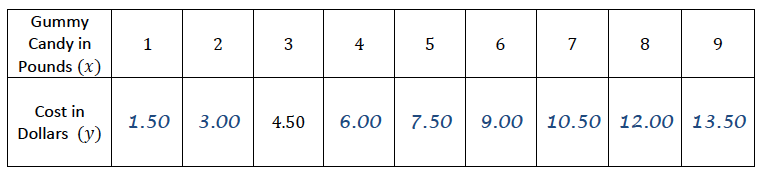 Gummy
Candy in
Pounds (x)
1 2 3 4 5 6 7 8 9
Cost in
Dollars (y)
1.50 3.00 4.50 6.00 7.50 9.00 10.50 12.00 13.50